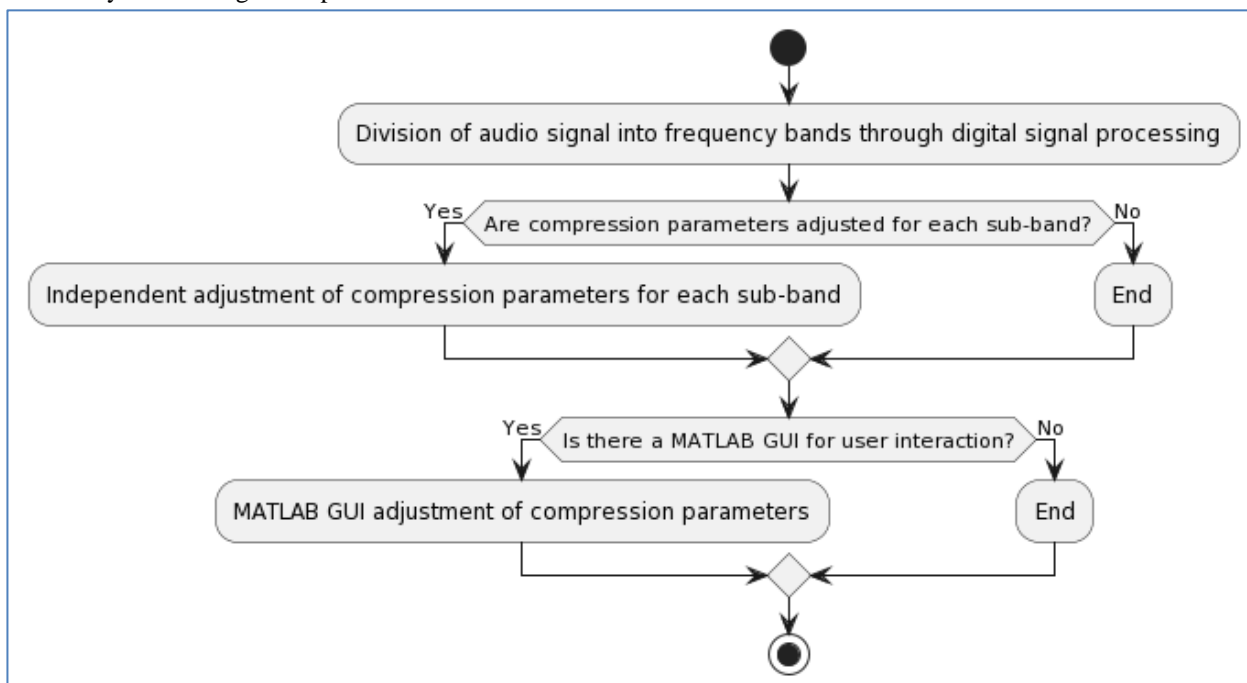 Division of audio signal into frequency bands through digital signal processing
Yes
Are compression parameters adjusted for each sub-band?
No
Independent adjustment of compression parameters for each sub-band
End
Yes
Is there a MATLAB GUI for user interaction?
No
MATLAB GUI adjustment of compression parameters
End